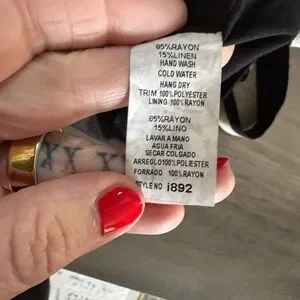 85%RAYON
15%LINEN
HAND WASH
COLD WATER
HANG DRY
TRIM 100%POLYESTER
LINING 100%RAYON
85%RAYON
15%LINO
LAVAR A MANO
AGUA FRIA
SECAR COLGADO
ARREGLO100%POLIESTER
FORRADO 100%RAYON
STYLE NO i892